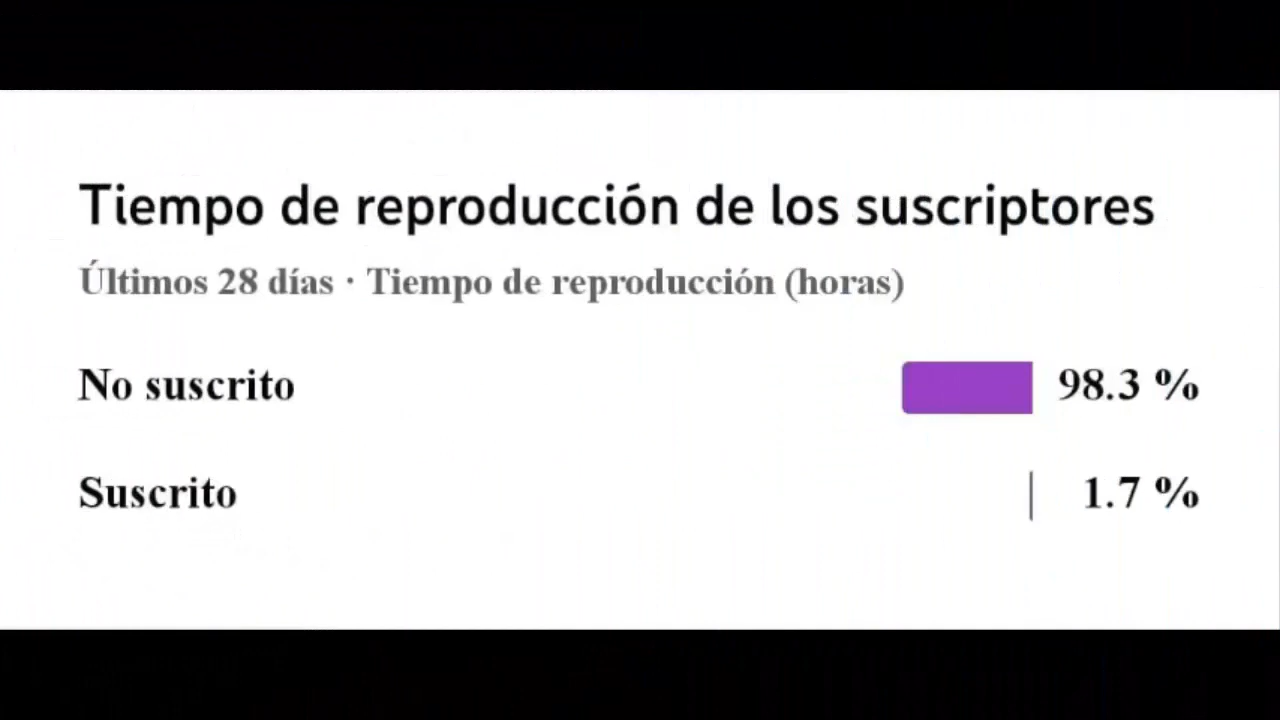 Tiempo de reproducción de los suscriptores
Últimos 28 días · Tiempo de reproducción (horas)
No suscrito 98.3 %
Suscrito 1.7 %